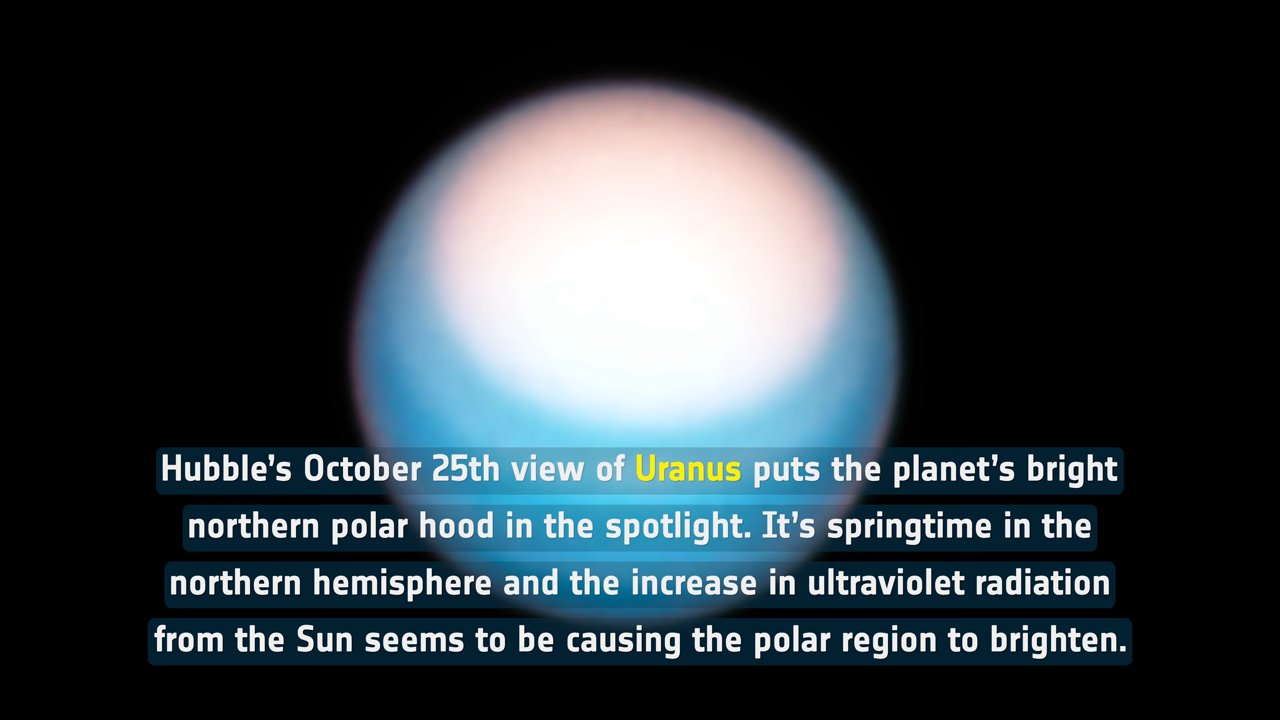 Hubble’s October 25th view of Uranus puts the planet’s bright
northern polar hood in the spotlight. It’s springtime in the
northern hemisphere and the increase in ultraviolet radiation
from the Sun seems to be causing the polar region to brighten.